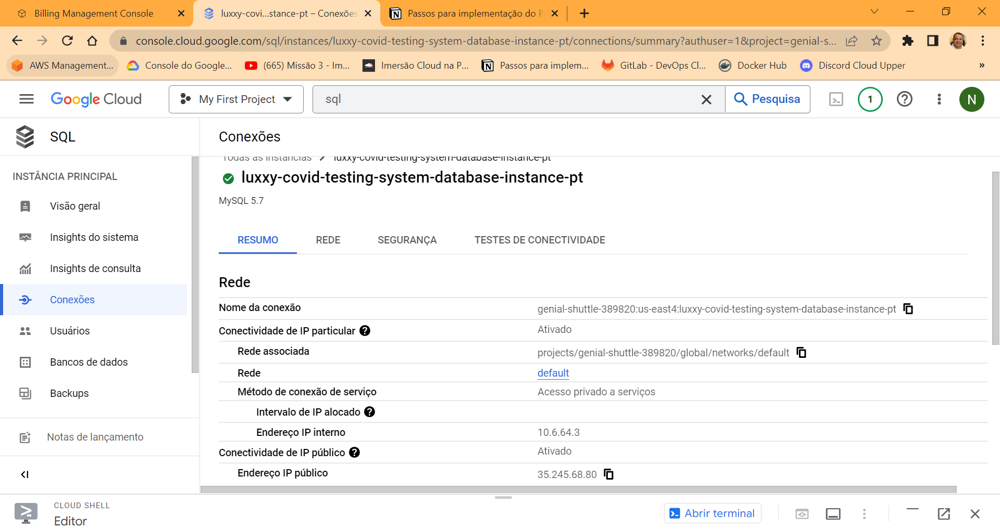 Billing Management Console
luxxy-covi...stance-pt – Conexões
Passos para implementação do P
console.cloud.google.com/sql/instances/luxxy-covid-testing-system-database-instance-pt/connections/summary?authuser=1&project=genial-s...
AWS Management...
Console do Google...
(665) Missão 3 - Im...
Imersão Cloud na P...
Passos para implem...
GitLab - DevOps Cl...
Docker Hub
Discord Cloud Upper
»
Google Cloud
My First Project
sql
Pesquisa
1
N
SQL
Conexões
Todas as instâncias
luxxy-covid-testing-system-database-instance-pt
INSTÂNCIA PRINCIPAL
luxxy-covid-testing-system-database-instance-pt
MySQL 5.7
Visão geral
Insights do sistema
Insights de consulta
Conexões
Usuários
Bancos de dados
Backups
Notas de lançamento
RESUMO
REDE
SEGURANÇA
TESTES DE CONECTIVIDADE
Rede
Nome da conexão
genial-shuttle-389820:us-east4:luxxy-covid-testing-system-database-instance-pt
Conectividade de IP particular
Ativado
Rede associada
projects/genial-shuttle-389820/global/networks/default
Rede
default
Método de conexão de serviço
Acesso privado a serviços
Intervalo de IP alocado
Endereço IP interno
10.6.64.3
Conectividade de IP público
Ativado
Endereço IP público
35.245.68.80
CLOUD SHELL
Editor
Abrir terminal